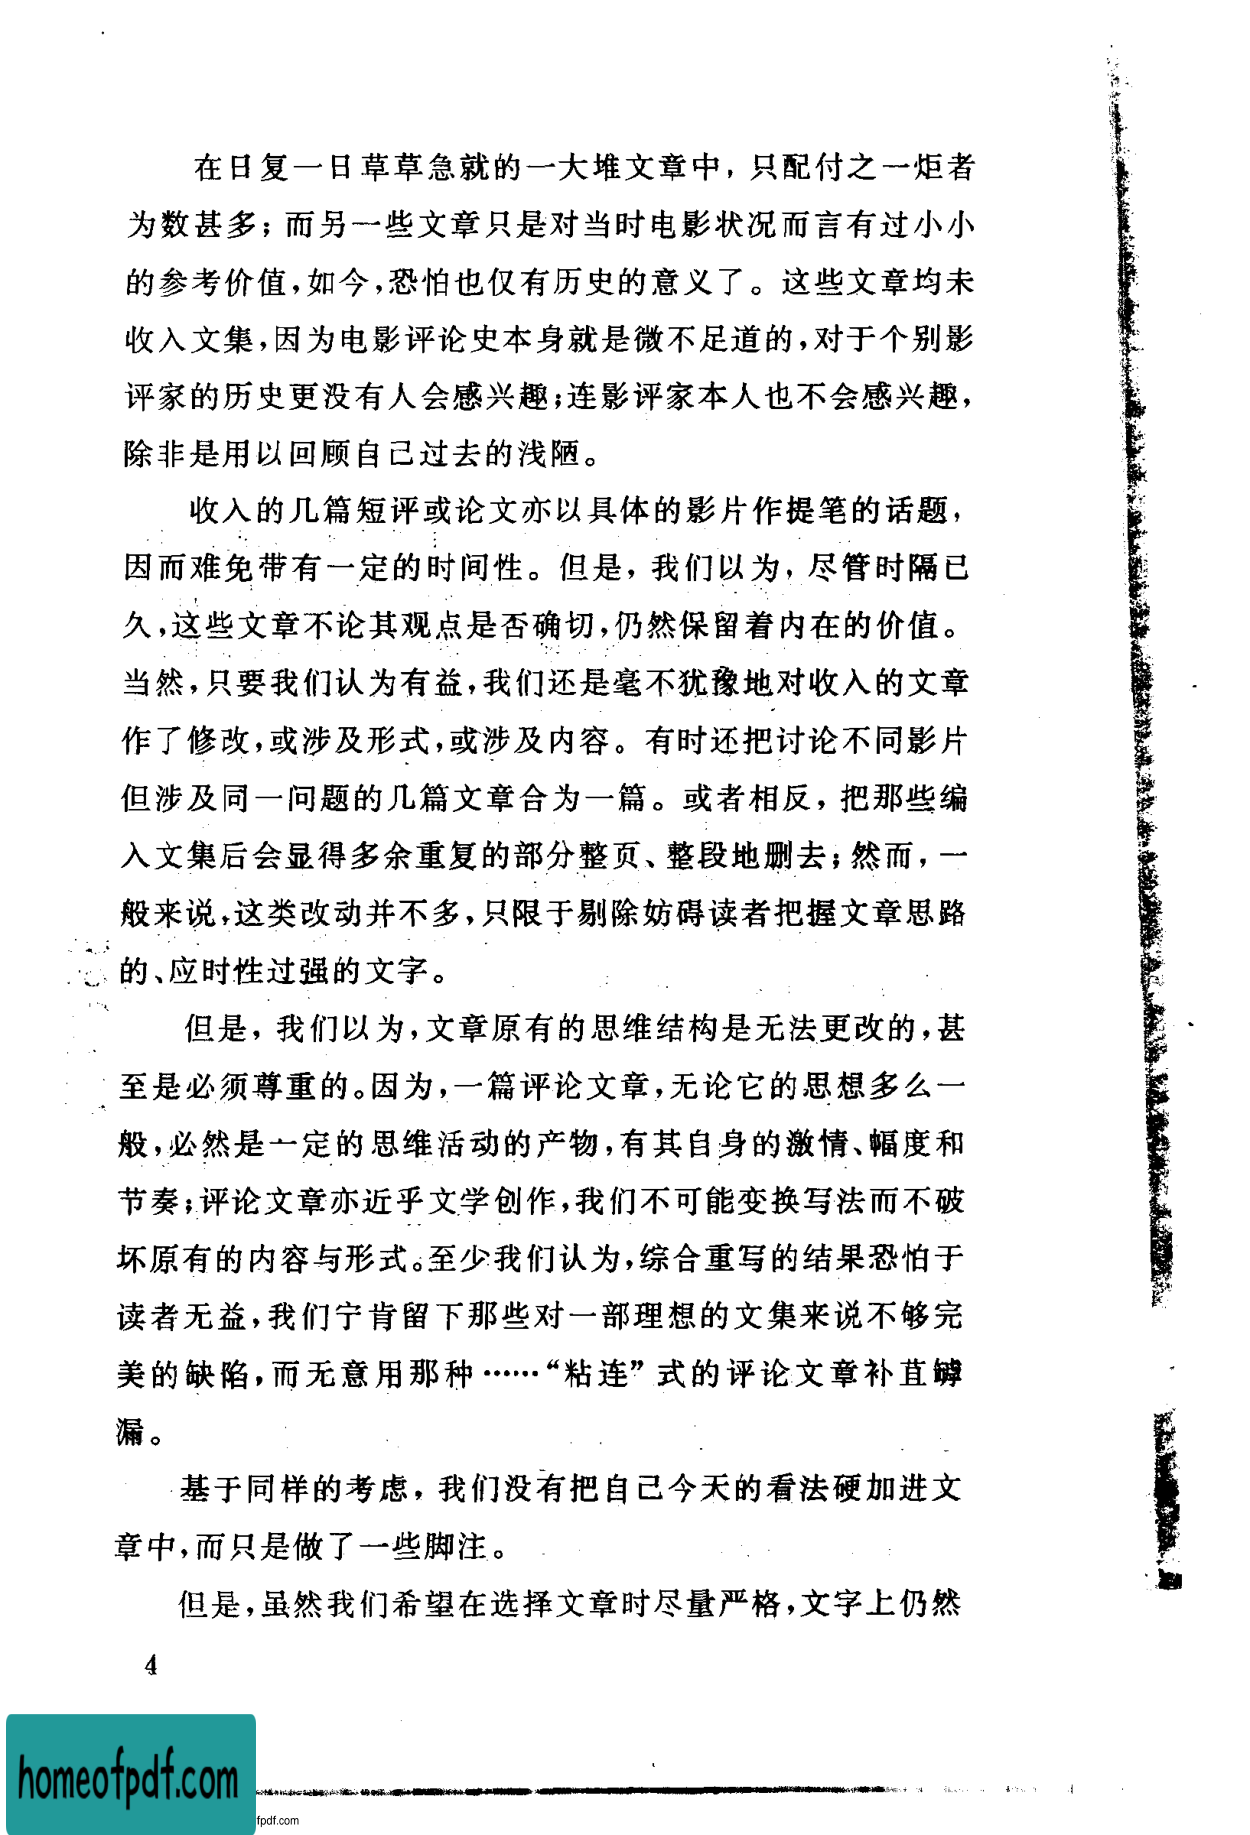 在日复一日草草急就的一大堆文章中，只配付之一炬者
为数甚多；而另一些文章只是对当时电影状况而言有过小小
的参考价值，如今，恐怕也仅有历史的意义了。这些文章均未
收入文集，因为电影评论史本身就是微不足道的，对于个别影
评家的历史更没有人会感兴趣；连影评家本人也不会感兴趣，
除非是用以回顾自己过去的浅陋。
收入的几篇短评或论文亦以具体的影片作提笔的话题，
因而难免带有一定的时间性。但是，我们以为，尽管时隔已
久，这些文章不论其观点是否确切，仍然保留着内在的价值。
当然，只要我们认为有益，我们还是毫不犹豫地对收入的文章
作了修改，或涉及形式，或涉及内容。有时还把讨论不同影片
但涉及同一问题的几篇文章合为一篇。或者相反，把那些编
入文集后会显得多余重复的部分整页、整段地删去；然而，一
般来说，这类改动并不多，只限于剔除妨碍读者把握文章思路
的、应时性过强的文字。
但是，我们以为，文章原有的思维结构是无法更改的，甚
至是必须尊重的。因为，一篇评论文章，无论它的思想多么一
般，必然是一定的思维活动的产物，有其自身的激情、幅度和
节奏；评论文章亦近乎文学创作，我们不可能变换写法而不破
坏原有的内容与形式。至少我们认为，综合重写的结果恐怕于
读者无益，我们宁肯留下那些对一部理想的文集来说不够完
美的缺陷，而无意用那种……“粘连”式的评论文章补苴罅
漏。
基于同样的考虑，我们没有把自己今天的看法硬加进文
章中，而只是做了一些脚注。
但是，虽然我们希望在选择文章时尽量严格，文字上仍然
4
homeofpdf.com
fpdf.com